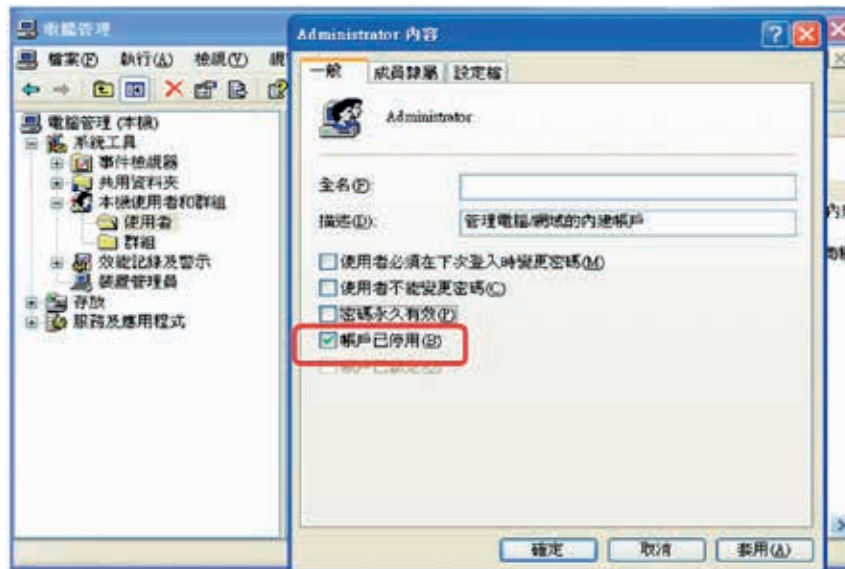 電腦管理
檔案(F) 執行(A) 檢視(V)
電腦管理 (本機)
系統工具
事件檢視器
共用資料夾
本機使用者和群組
使用者
群組
效能記錄及警示
裝置管理員
存放
服務及應用程式
Administrator 內容
一般 成員隸屬 設定檔
Administrator
全名(F):
描述(D): 管理電腦/網域的內建帳戶
使用者必須在下次登入時變更密碼(M)
使用者不能變更密碼(C)
密碼永久有效(P)
帳戶已停用(B)
確定 取消 套用(A)